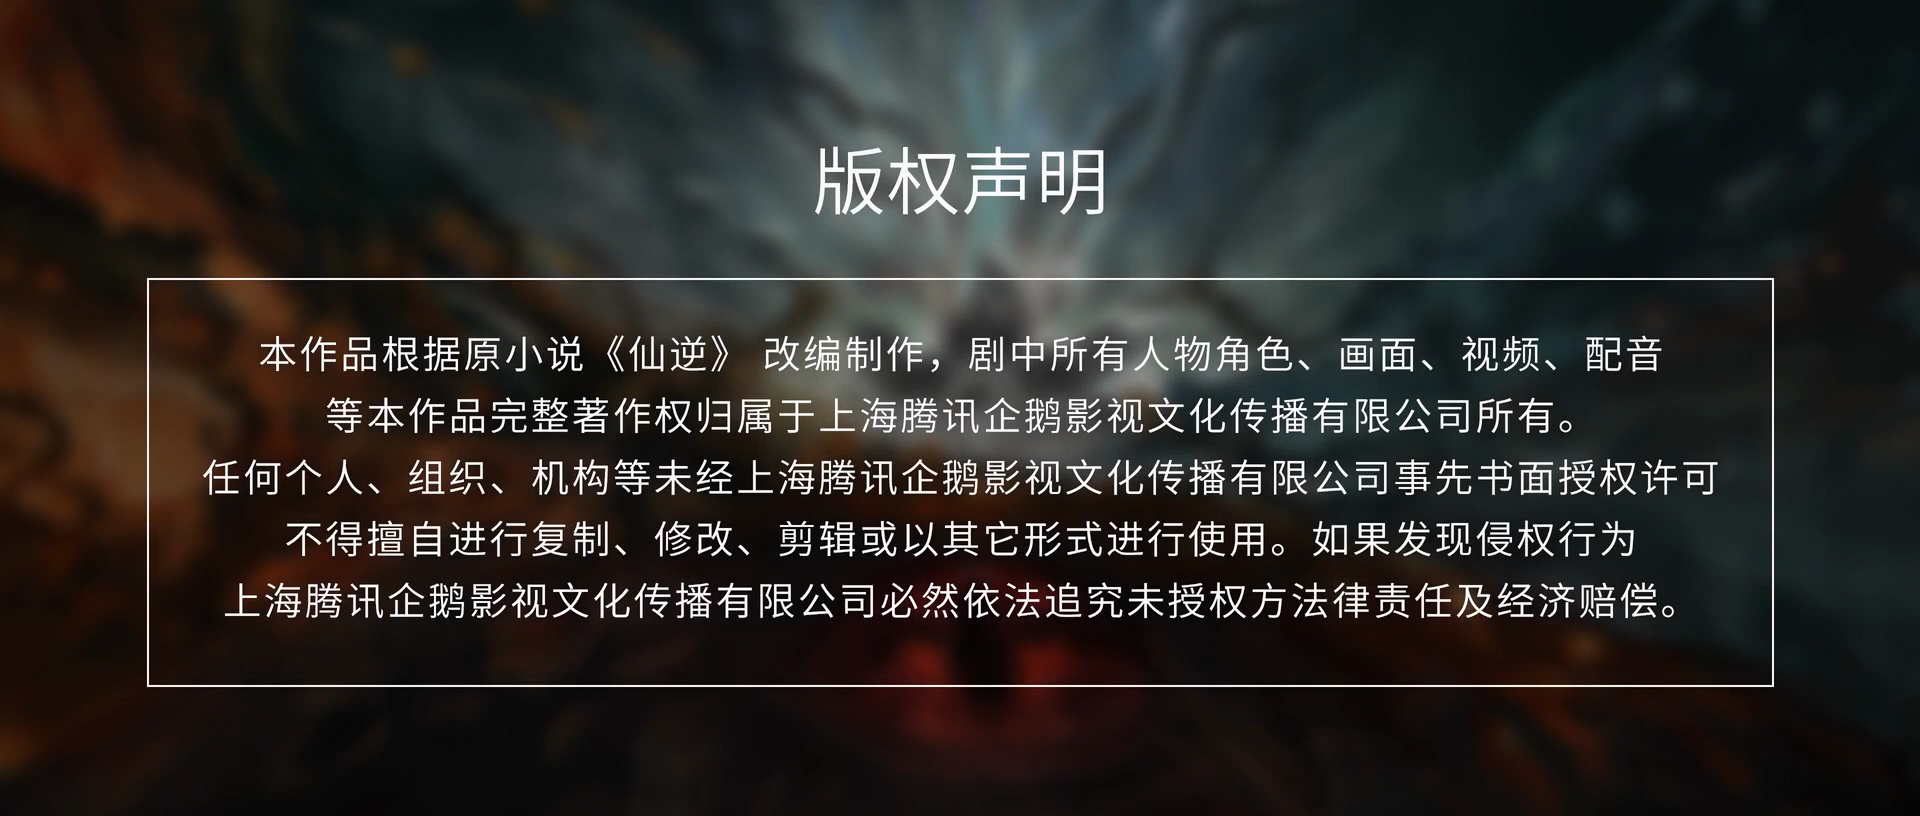 版权声明
本作品根据原小说《仙逆》 改编制作，剧中所有人物角色、画面、视频、配音
等本作品完整著作权归属于上海腾讯企鹅影视文化传播有限公司所有。
任何个人、组织、机构等未经上海腾讯企鹅影视文化传播有限公司事先书面授权许可
不得擅自进行复制、修改、剪辑或以其它形式进行使用。如果发现侵权行为
上海腾讯企鹅影视文化传播有限公司必然依法追究未授权方法律责任及经济赔偿。